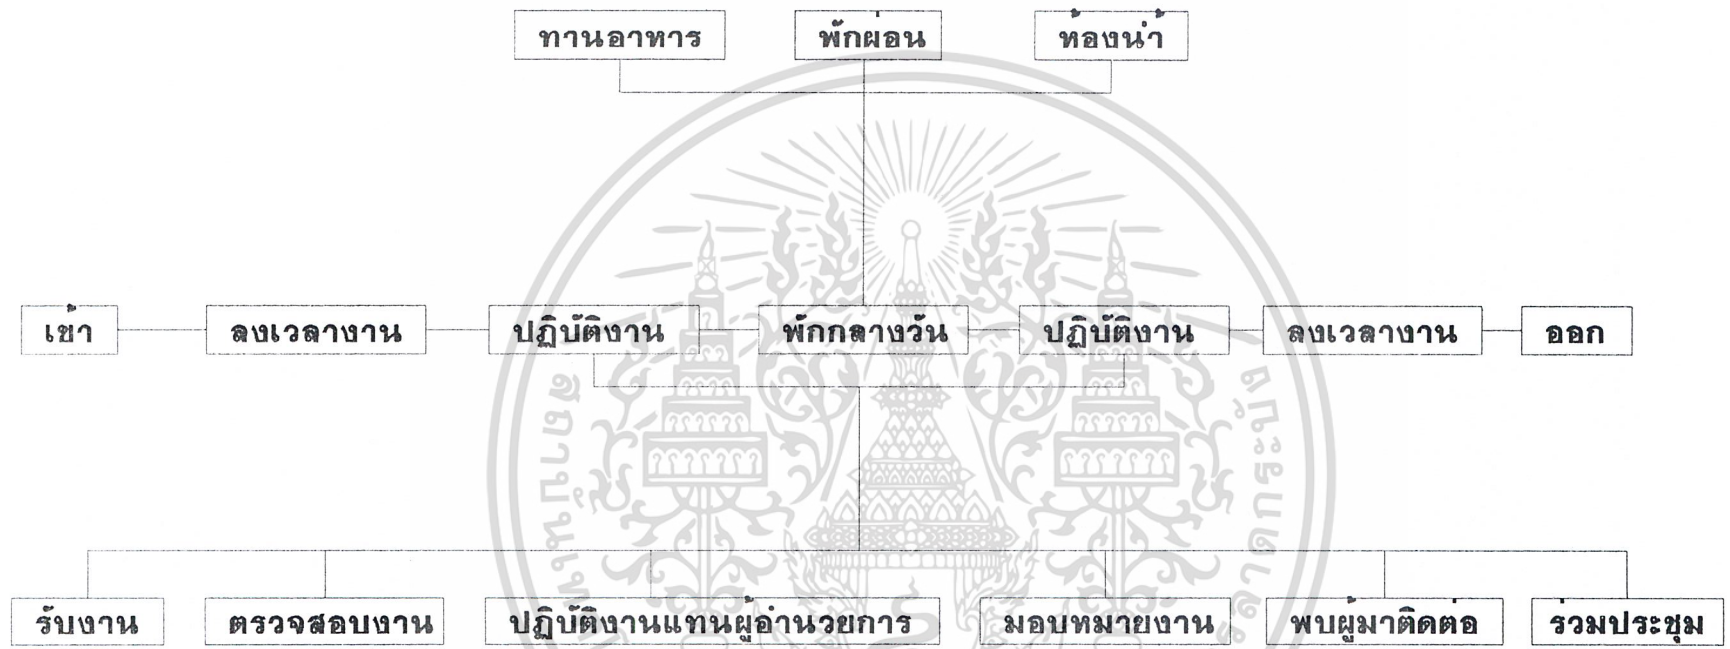 ทานอาหาร พักผ่อน ห้องน้ำ
เข้า ลงเวลางาน ปฏิบัติงาน พักกลางวัน ปฏิบัติงาน ลงเวลางาน ออก
รับงาน ตรวจสอบงาน ปฏิบัติงานแทนผู้อำนวยการ มอบหมายงาน พบผู้มาติดต่อ ร่วมประชุม